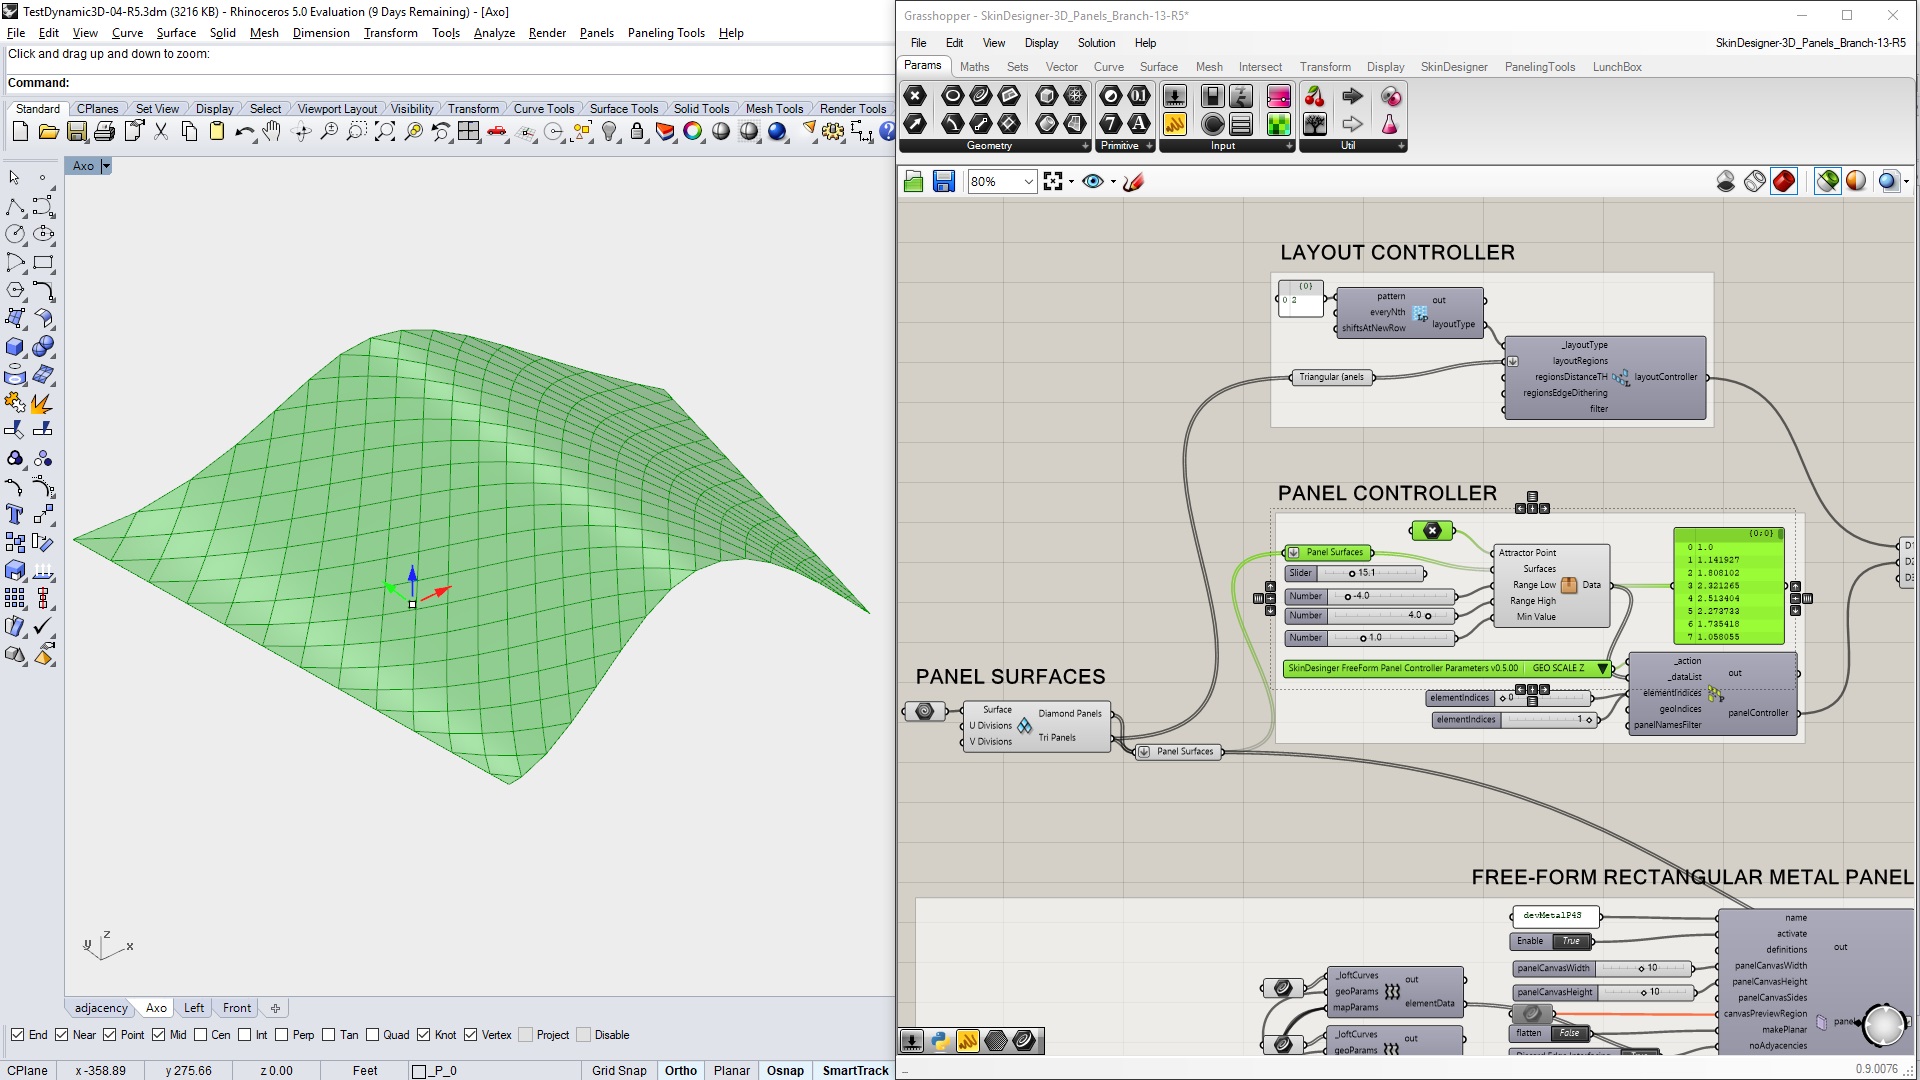 TestDynamic3D-04-R5.3dm (3216 KB) - Rhinoceros 5.0 Evaluation (9 Days Remaining) - [Axo]
File Edit View Curve Surface Solid Mesh Dimension Transform Tools Analyze Render Panels Paneling Tools Help
Click and drag up and down to zoom:
Command:
Standard CPlanes Set View Display Select Viewport Layout Visibility Transform Curve Tools Surface Tools Solid Tools Mesh Tools Render Tools
Axo
z
y
x
adjacency Axo Left Front
End Near Point Mid Cen Int Perp Tan Quad Knot Vertex Project Disable
CPlane x -358.89 y 275.66 z 0.00 Feet _P_0 Grid Snap Ortho Planar Osnap SmartTrack
Grasshopper - SkinDesigner-3D_Panels_Branch-13-R5*
File Edit View Display Solution Help SkinDesigner-3D_Panels_Branch-13-R5
Params Maths Sets Vector Curve Surface Mesh Intersect Transform Display SkinDesigner PanelingTools LunchBox
Geometry Primitive Input Util
80%
LAYOUT CONTROLLER
{0}
0 2
pattern
everyNth
shiftsAtNewRow
out
layoutType
Triangular (anels
_layoutType
layoutRegions
regionsDistanceTH
regionsEdgeDithering
filter
layoutController
PANEL CONTROLLER
Panel Surfaces
Slider 15.1
Number -4.0
Number 4.0
Number 1.0
Attractor Point
Surfaces
Range Low
Range High
Min Value
Data
{0;0}
0 1.0
1 1.141927
2 1.808102
3 2.321265
4 2.513404
5 2.273733
6 1.735418
7 1.058055
SkinDesinger FreeForm Panel Controller Parameters v0.5.00 GEO SCALE Z
elementIndices 0
elementIndices 1
_action
_dataList
elementIndices
geoIndices
panelNamesFilter
out
panelController
PANEL SURFACES
Surface
U Divisions
V Divisions
Diamond Panels
Tri Panels
Panel Surfaces
FREE-FORM RECTANGULAR METAL PANEL
devMetalP4S
Enable True
panelCanvasWidth 10
panelCanvasHeight 10
flatten False
name
activate
definitions
panelCanvasWidth
panelCanvasHeight
panelCanvasSides
canvasPreviewRegion
makePlanar
noAdyacencies
out
_loftCurves
geoParams
mapParams
out
elementData
_loftCurves
geoParams
out
0.9.0076